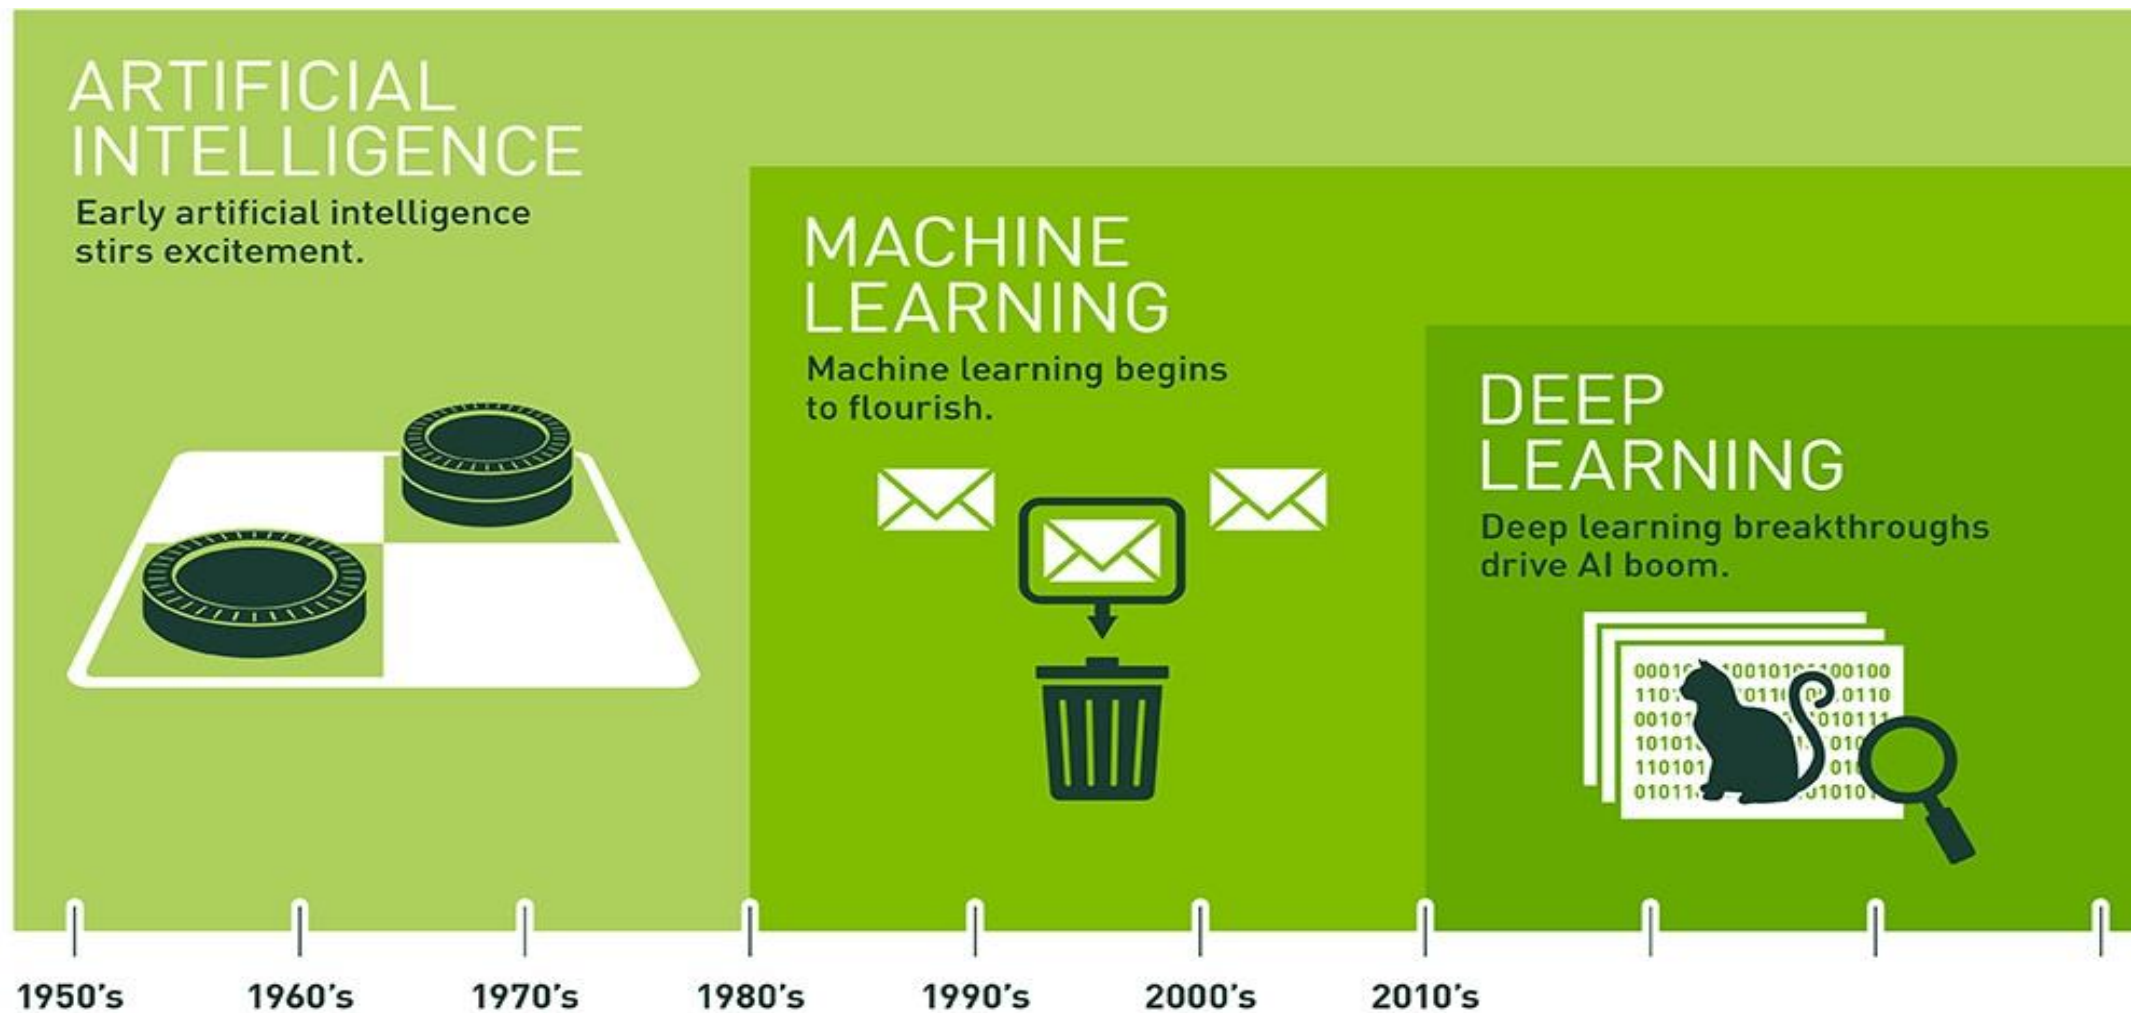 ARTIFICIAL
INTELLIGENCE
Early artificial intelligence
stirs excitement.
MACHINE
LEARNING
Machine learning begins
to flourish.
DEEP
LEARNING
Deep learning breakthroughs
drive AI boom.
1950's 1960's 1970's 1980's 1990's 2000's 2010's